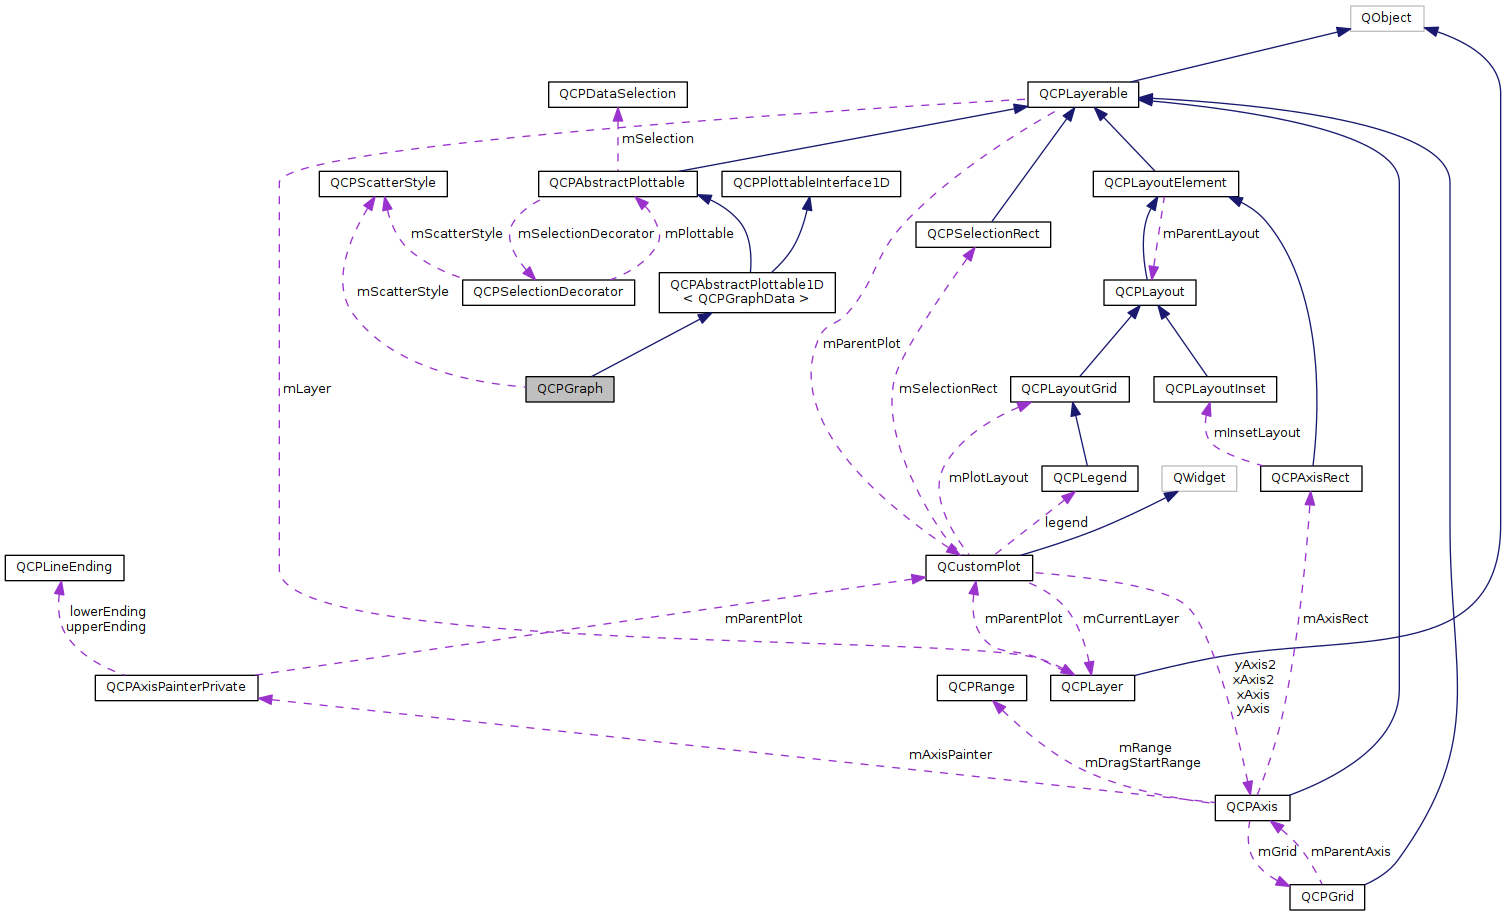 QObject
QCPDataSelection
QCPLayerable
mSelection
QCPScatterStyle
QCPAbstractPlottable
QCPPlottableInterface1D
QCPLayoutElement
mScatterStyle
mSelectionDecorator
mPlottable
QCPSelectionRect
mParentLayout
mScatterStyle
QCPSelectionDecorator
QCPAbstractPlottable1D
< QCPGraphData >
QCPLayout
mParentPlot
mLayer
QCPGraph
mSelectionRect
QCPLayoutGrid
QCPLayoutInset
mInsetLayout
mPlotLayout
QCPLegend
QWidget
QCPAxisRect
legend
QCPLineEnding
QCustomPlot
lowerEnding
upperEnding
mParentPlot
mParentPlot
mCurrentLayer
mAxisRect
yAxis2
xAxis2
xAxis
yAxis
QCPAxisPainterPrivate
QCPRange
QCPLayer
mAxisPainter
mRange
mDragStartRange
QCPAxis
mGrid
mParentAxis
QCPGrid